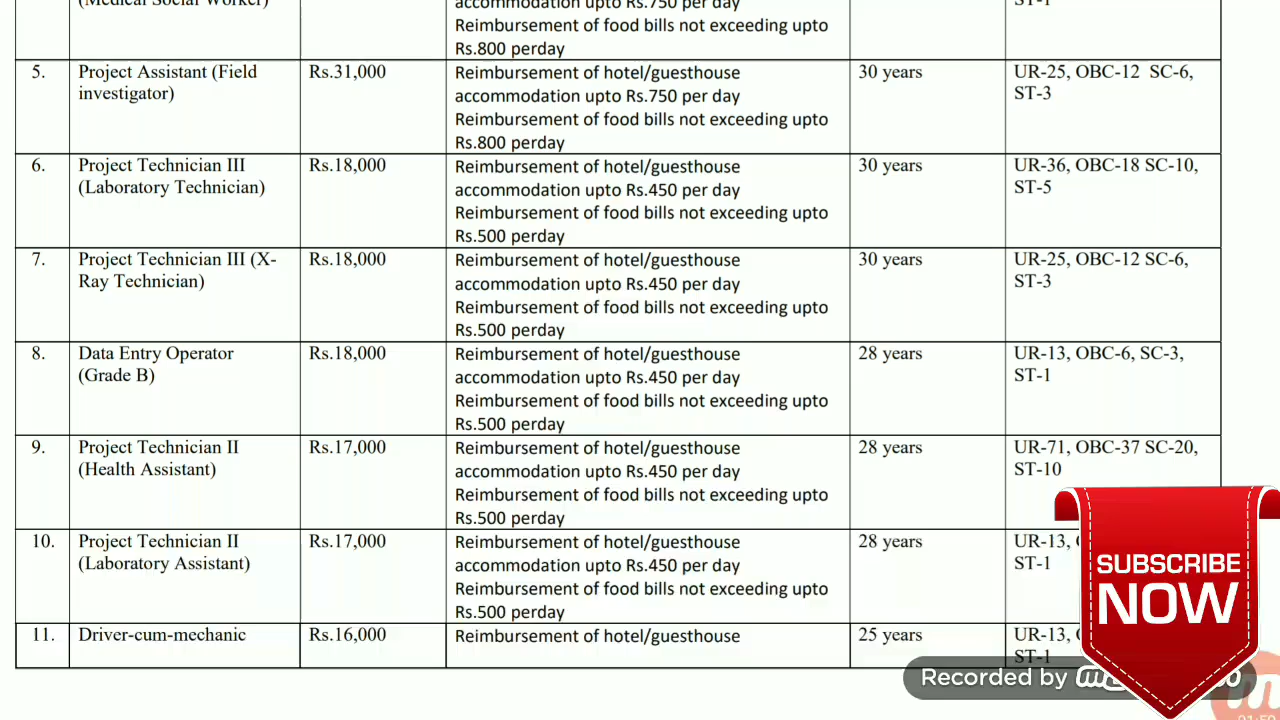 (Medical Social Worker)
accommodation upto Rs.750 per day
Reimbursement of food bills not exceeding upto
Rs.800 perday
ST-1
5.
Project Assistant (Field
investigator)
Rs.31,000
Reimbursement of hotel/guesthouse
accommodation upto Rs.750 per day
Reimbursement of food bills not exceeding upto
Rs.800 perday
30 years
UR-25, OBC-12 SC-6,
ST-3
6.
Project Technician III
(Laboratory Technician)
Rs.18,000
Reimbursement of hotel/guesthouse
accommodation upto Rs.450 per day
Reimbursement of food bills not exceeding upto
Rs.500 perday
30 years
UR-36, OBC-18 SC-10,
ST-5
7.
Project Technician III (X-
Ray Technician)
Rs.18,000
Reimbursement of hotel/guesthouse
accommodation upto Rs.450 per day
Reimbursement of food bills not exceeding upto
Rs.500 perday
30 years
UR-25, OBC-12 SC-6,
ST-3
8.
Data Entry Operator
(Grade B)
Rs.18,000
Reimbursement of hotel/guesthouse
accommodation upto Rs.450 per day
Reimbursement of food bills not exceeding upto
Rs.500 perday
28 years
UR-13, OBC-6, SC-3,
ST-1
9.
Project Technician II
(Health Assistant)
Rs.17,000
Reimbursement of hotel/guesthouse
accommodation upto Rs.450 per day
Reimbursement of food bills not exceeding upto
Rs.500 perday
28 years
UR-71, OBC-37 SC-20,
ST-10
10.
Project Technician II
(Laboratory Assistant)
Rs.17,000
Reimbursement of hotel/guesthouse
accommodation upto Rs.450 per day
Reimbursement of food bills not exceeding upto
Rs.500 perday
28 years
UR-13,
ST-1
11.
Driver-cum-mechanic
Rs.16,000
Reimbursement of hotel/guesthouse
25 years
UR-13,
ST-1
SUBSCRIBE
NOW
Recorded by